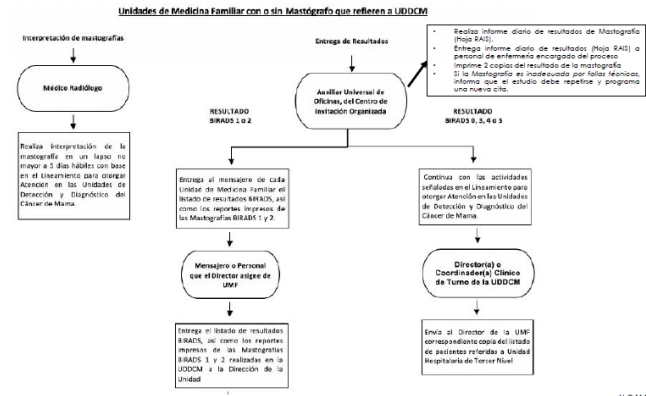 Unidades de Medicina Familiar con o sin Mastógrafo que refieren a UDDCM
Interpretación de mastografías
Médico Radiólogo
Realiza interpretación de la
mastografía en un lapso no
mayor a 5 días hábiles con base
en el Lineamiento para otorgar
Atención en las Unidades de
Detección y Diagnóstico del
Cáncer de Mama.
Entrega de Resultados
Auxiliar Universal de
Oficinas, del Centro de
Invitación Organizada
• Realiza informe diario de resultados de Mastografía
(Hoja RAIS).
• Entrega informe diario de resultados (Hoja RAIS) a
personal de enfermería encargado del proceso
• Imprime 2 copias del resultado de la mastografía
• Si la Mastografía es inadecuada por fallas técnicas,
informa que el estudio debe repetirse y programa
una nueva cita.
RESULTADO
BIRADS 1 o 2
Entrega al mensajero de cada
Unidad de Medicina Familiar el
listado de resultados BIRADS, así
como los reportes impresos de
las Mastografías BIRADS 1 y 2.
Mensajero o Personal
que el Director asigne de
UMF
Entrega el listado de resultados
BIRADS, así como los reportes
impresos de las Mastografías
BIRADS 1 y 2 realizadas en la
UDDCM a la Dirección de la
Unidad
RESULTADO
BIRADS 0, 3, 4 o 5
Continua con las actividades
señaladas en el Lineamiento para
otorgar Atención en las Unidades
de Detección y Diagnóstico del
Cáncer de Mama.
Director(a) o
Coordinador(a) Clínico
de Turno de la UDDCM
Envía al Director de la UMF
correspondiente copia del listado
de pacientes referidas a Unidad
Hospitalaria de Tercer Nivel